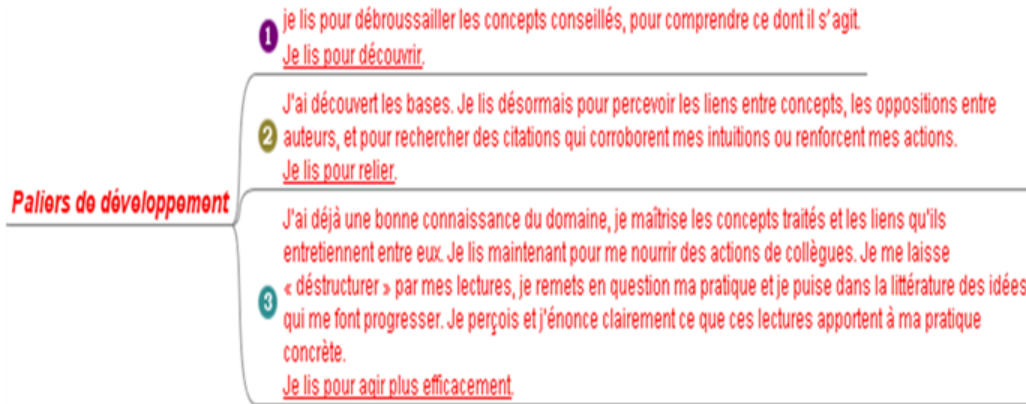 1 je lis pour débroussailler les concepts conseillés, pour comprendre ce dont il s'agit.
Je lis pour découvrir.
J'ai découvert les bases. Je lis désormais pour percevoir les liens entre concepts, les oppositions entre
2 auteurs, et pour rechercher des citations qui corroborent mes intuitions ou renforcent mes actions.
Je lis pour relier.
Paliers de développement
J'ai déjà une bonne connaissance du domaine, je maîtrise les concepts traités et les liens qu'ils
entretiennent entre eux. Je lis maintenant pour me nourrir des actions de collègues. Je me laisse
3 « déstructurer » par mes lectures, je remets en question ma pratique et je puise dans la littérature des idées
qui me font progresser. Je perçois et j'énonce clairement ce que ces lectures apportent à ma pratique
concrète.
Je lis pour agir plus efficacement.